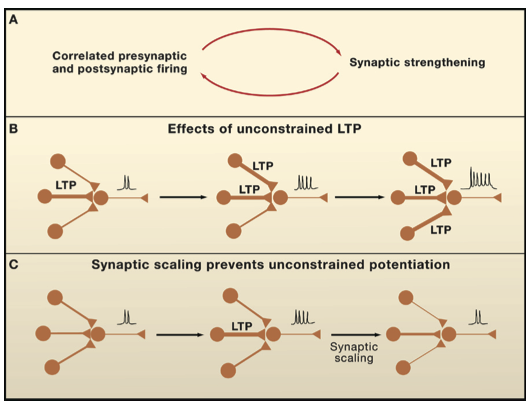 A
Correlated presynaptic
and postsynaptic firing
Synaptic strengthening
B
Effects of unconstrained LTP
LTP
LTP
LTP
LTP
LTP
LTP
C
Synaptic scaling prevents unconstrained potentiation
LTP
Synaptic
scaling